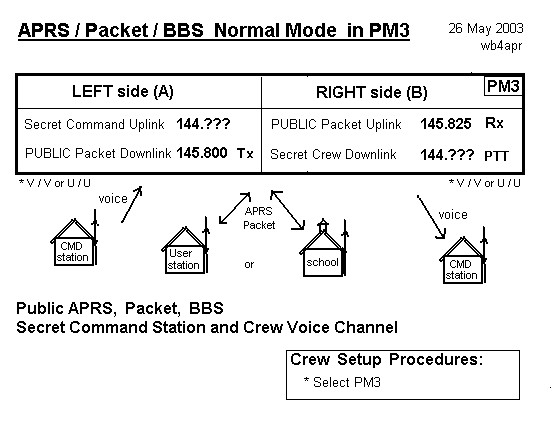 APRS / Packet / BBS Normal Mode in PM3
26 May 2003
wb4apr
LEFT side (A)
RIGHT side (B)
PM3
Secret Command Uplink 144.???
PUBLIC Packet Uplink 145.825 Rx
PUBLIC Packet Downlink 145.800 Tx
Secret Crew Downlink 144.??? PTT
* V / V or U / U
* V / V or U / U
voice
APRS
Packet
voice
CMD
station
User
station
or
school
CMD
station
Public APRS, Packet, BBS
Secret Command Station and Crew Voice Channel
Crew Setup Procedures:
* Select PM3